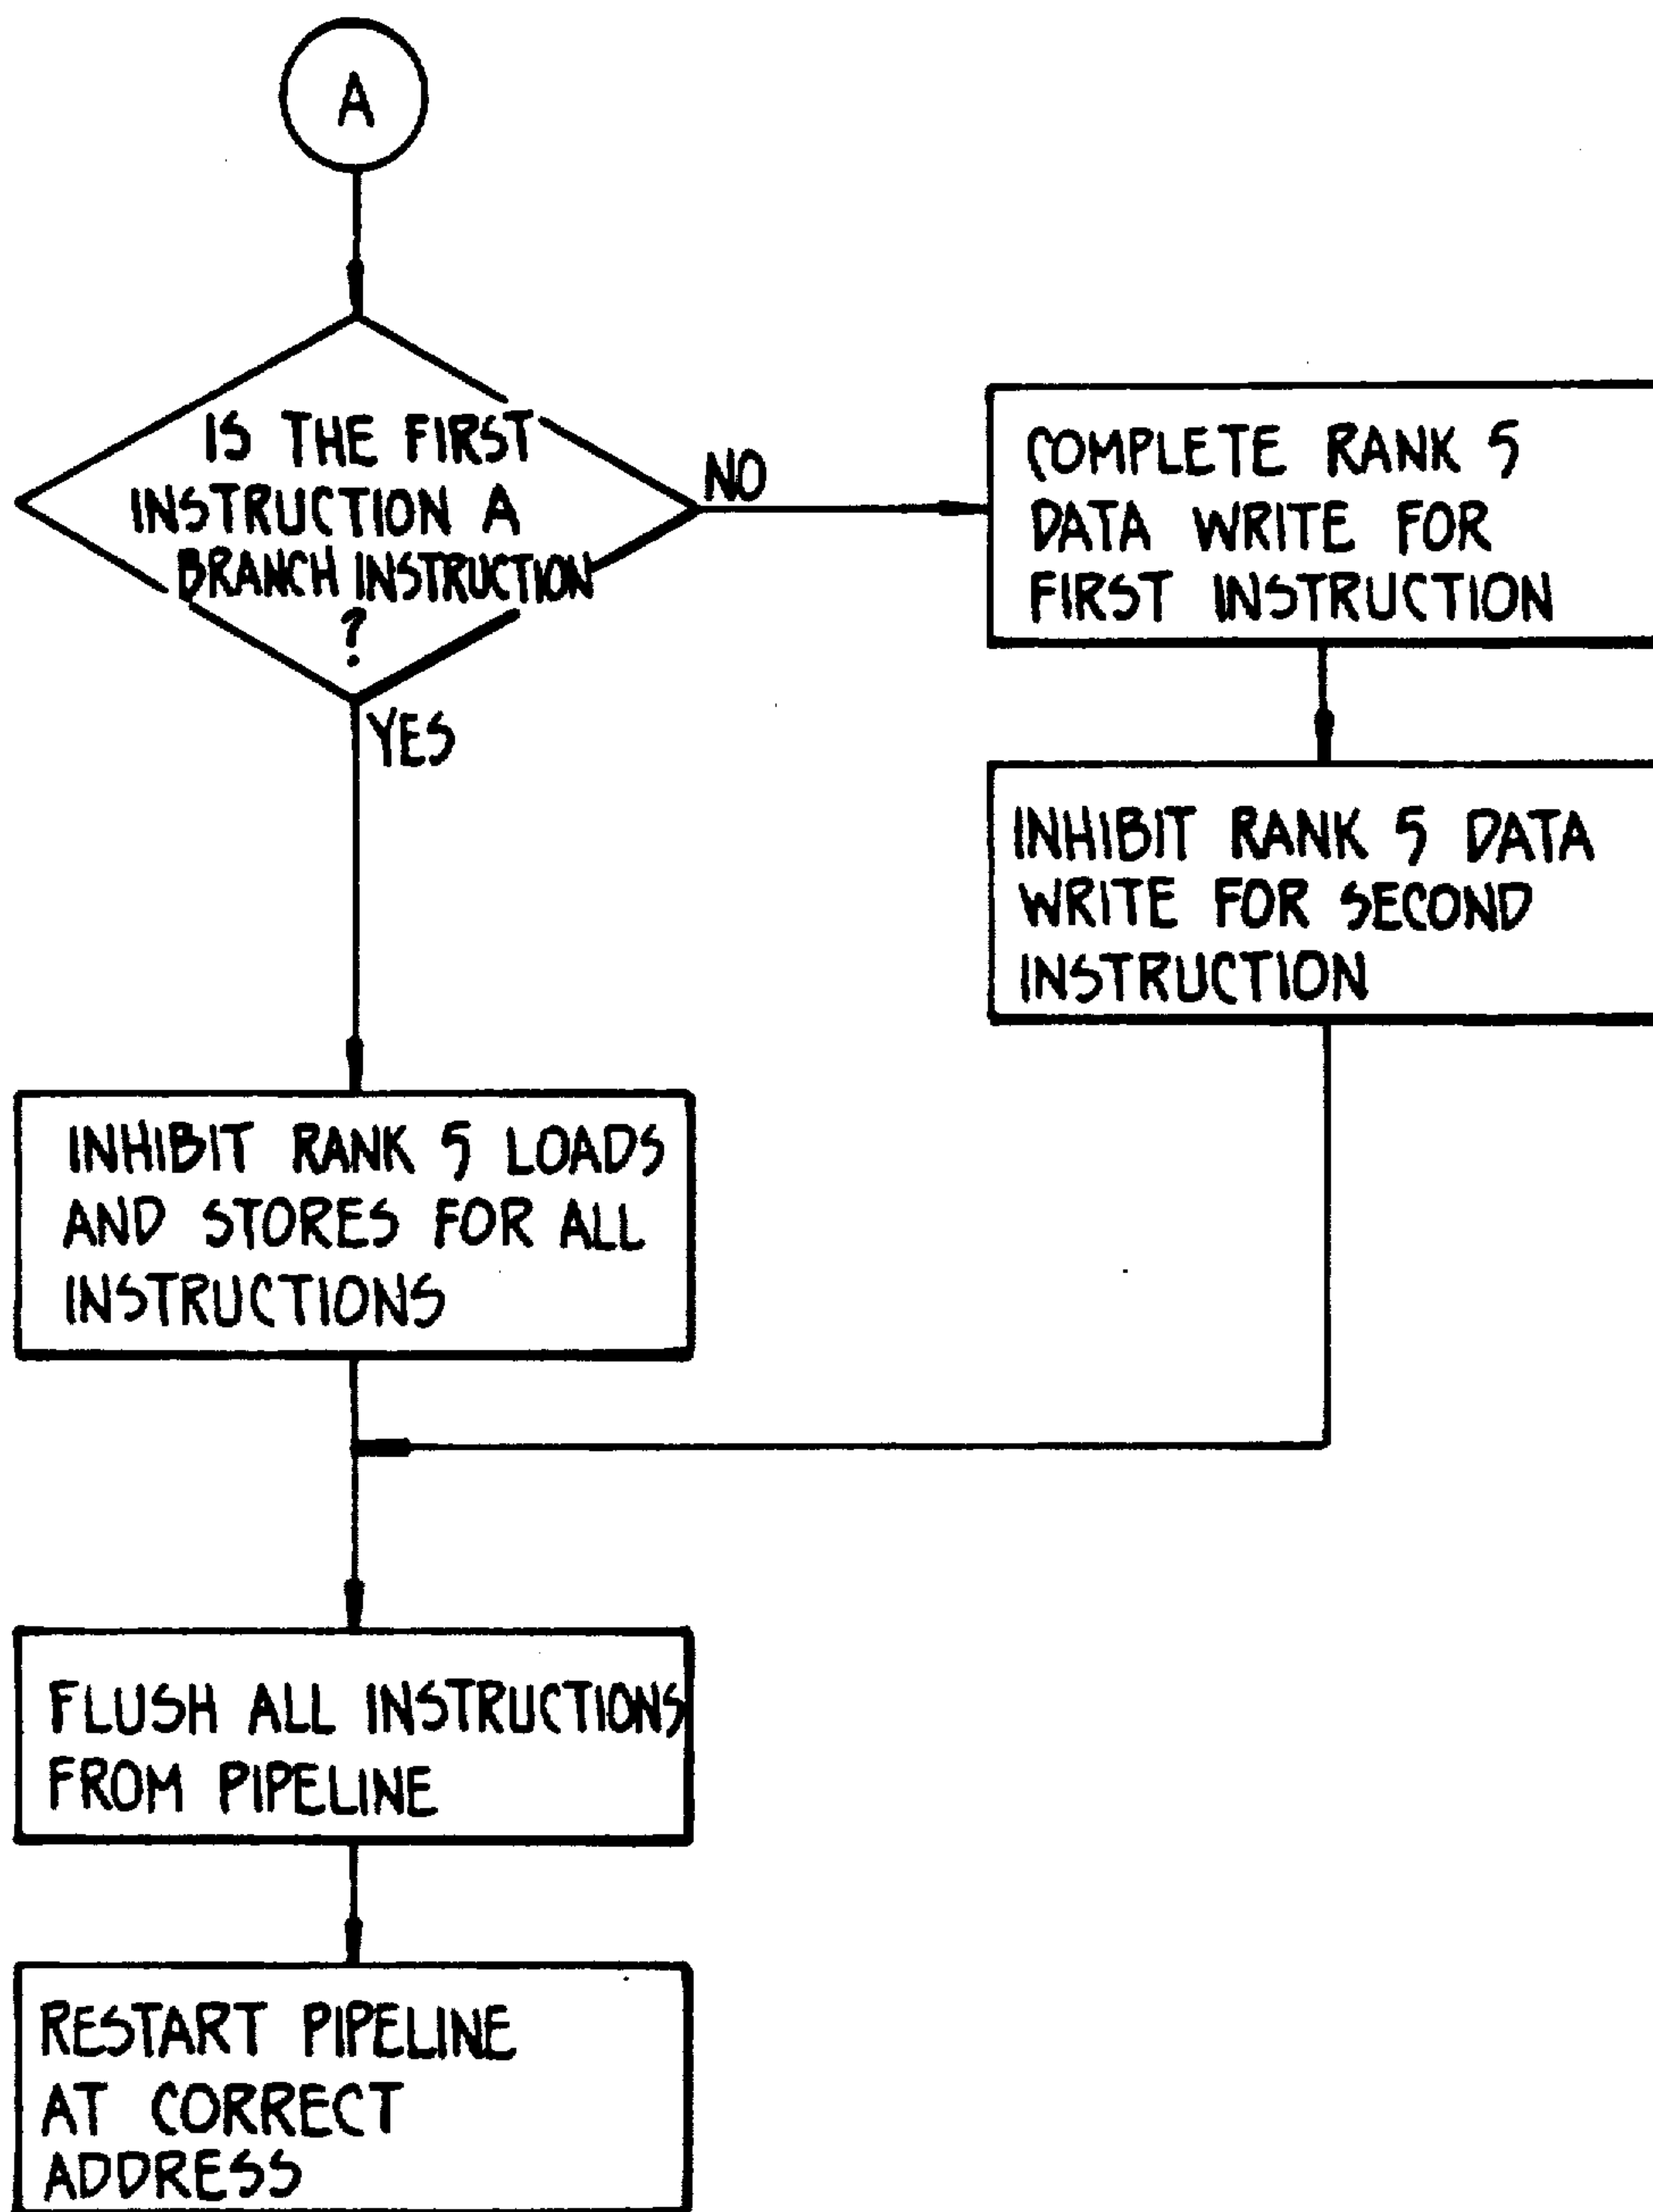 A
IS THE FIRST
INSTRUCTION A
BRANCH INSTRUCTION
?
NO
YES
COMPLETE RANK 5
DATA WRITE FOR
FIRST INSTRUCTION
INHIBIT RANK 5 DATA
WRITE FOR SECOND
INSTRUCTION
INHIBIT RANK 5 LOADS
AND STORES FOR ALL
INSTRUCTIONS
FLUSH ALL INSTRUCTIONS
FROM PIPELINE
RESTART PIPELINE
AT CORRECT
ADDRESS